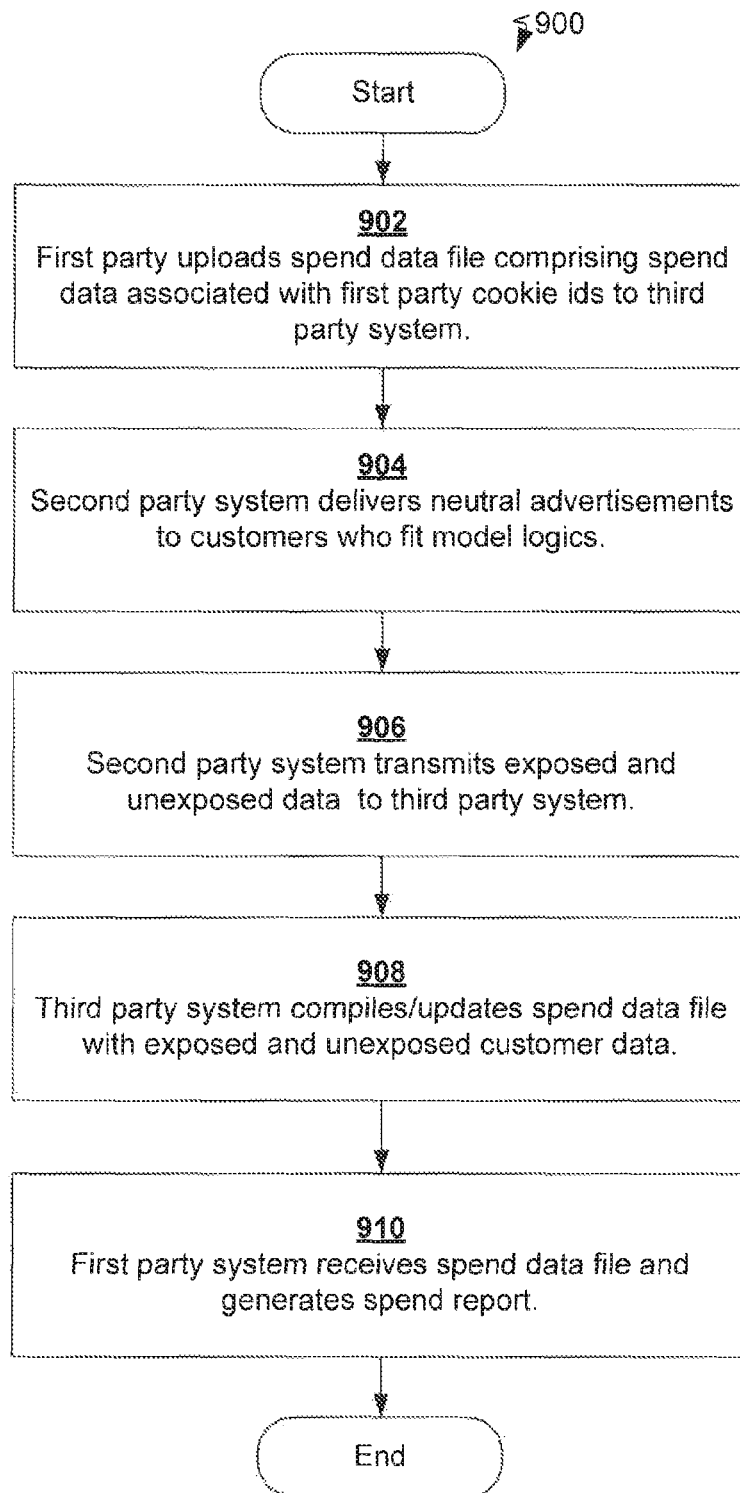 900
Start
902
First party uploads spend data file comprising spend
data associated with first party cookie ids to third
party system.
904
Second party system delivers neutral advertisements
to customers who fit model logics.
906
Second party system transmits exposed and
unexposed data to third party system.
908
Third party system compiles/updates spend data file
with exposed and unexposed customer data.
910
First party system receives spend data file and
generates spend report.
End